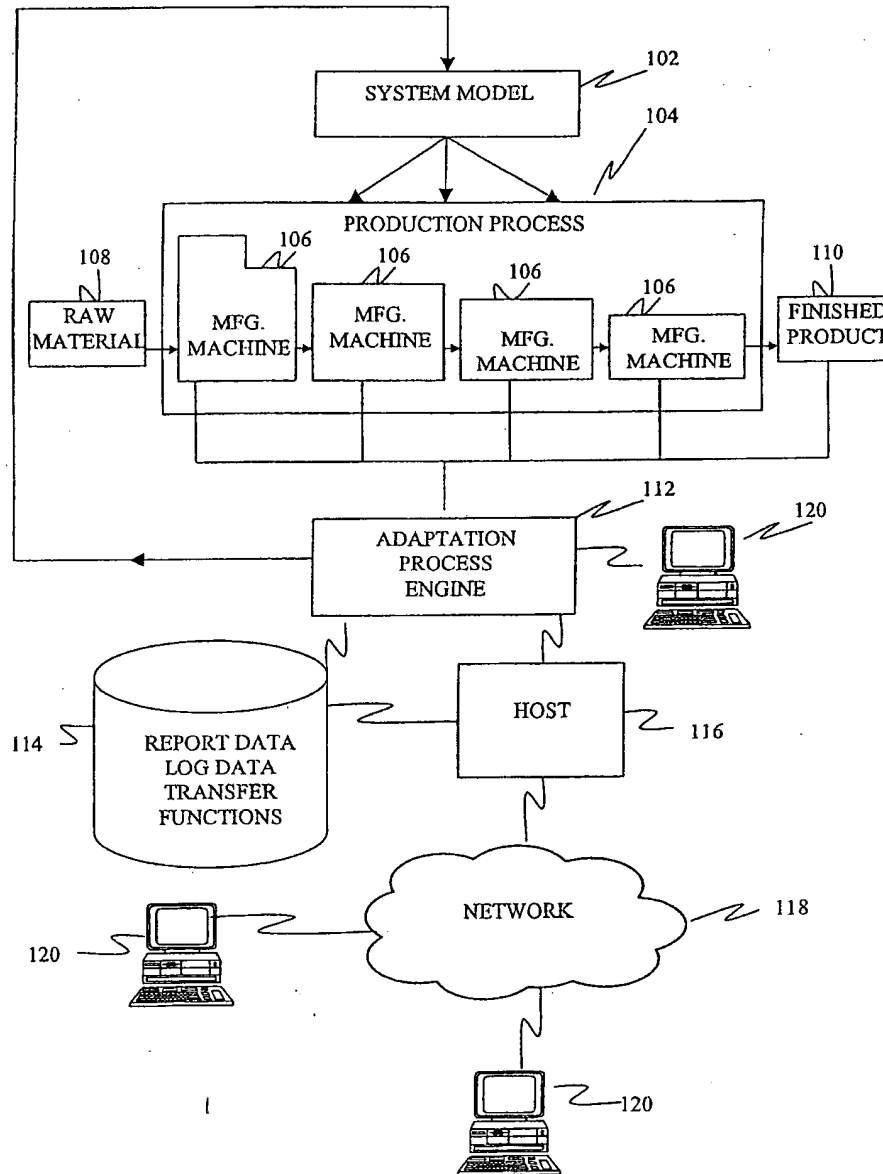 102
SYSTEM MODEL
104
PRODUCTION PROCESS
108
106
106
106
106
110
RAW
MATERIAL
MFG.
MACHINE
MFG.
MACHINE
MFG.
MACHINE
MFG.
MACHINE
FINISHED
PRODUCT
112
120
ADAPTATION
PROCESS
ENGINE
114
REPORT DATA
LOG DATA
TRANSFER
FUNCTIONS
HOST
116
NETWORK
118
120
120